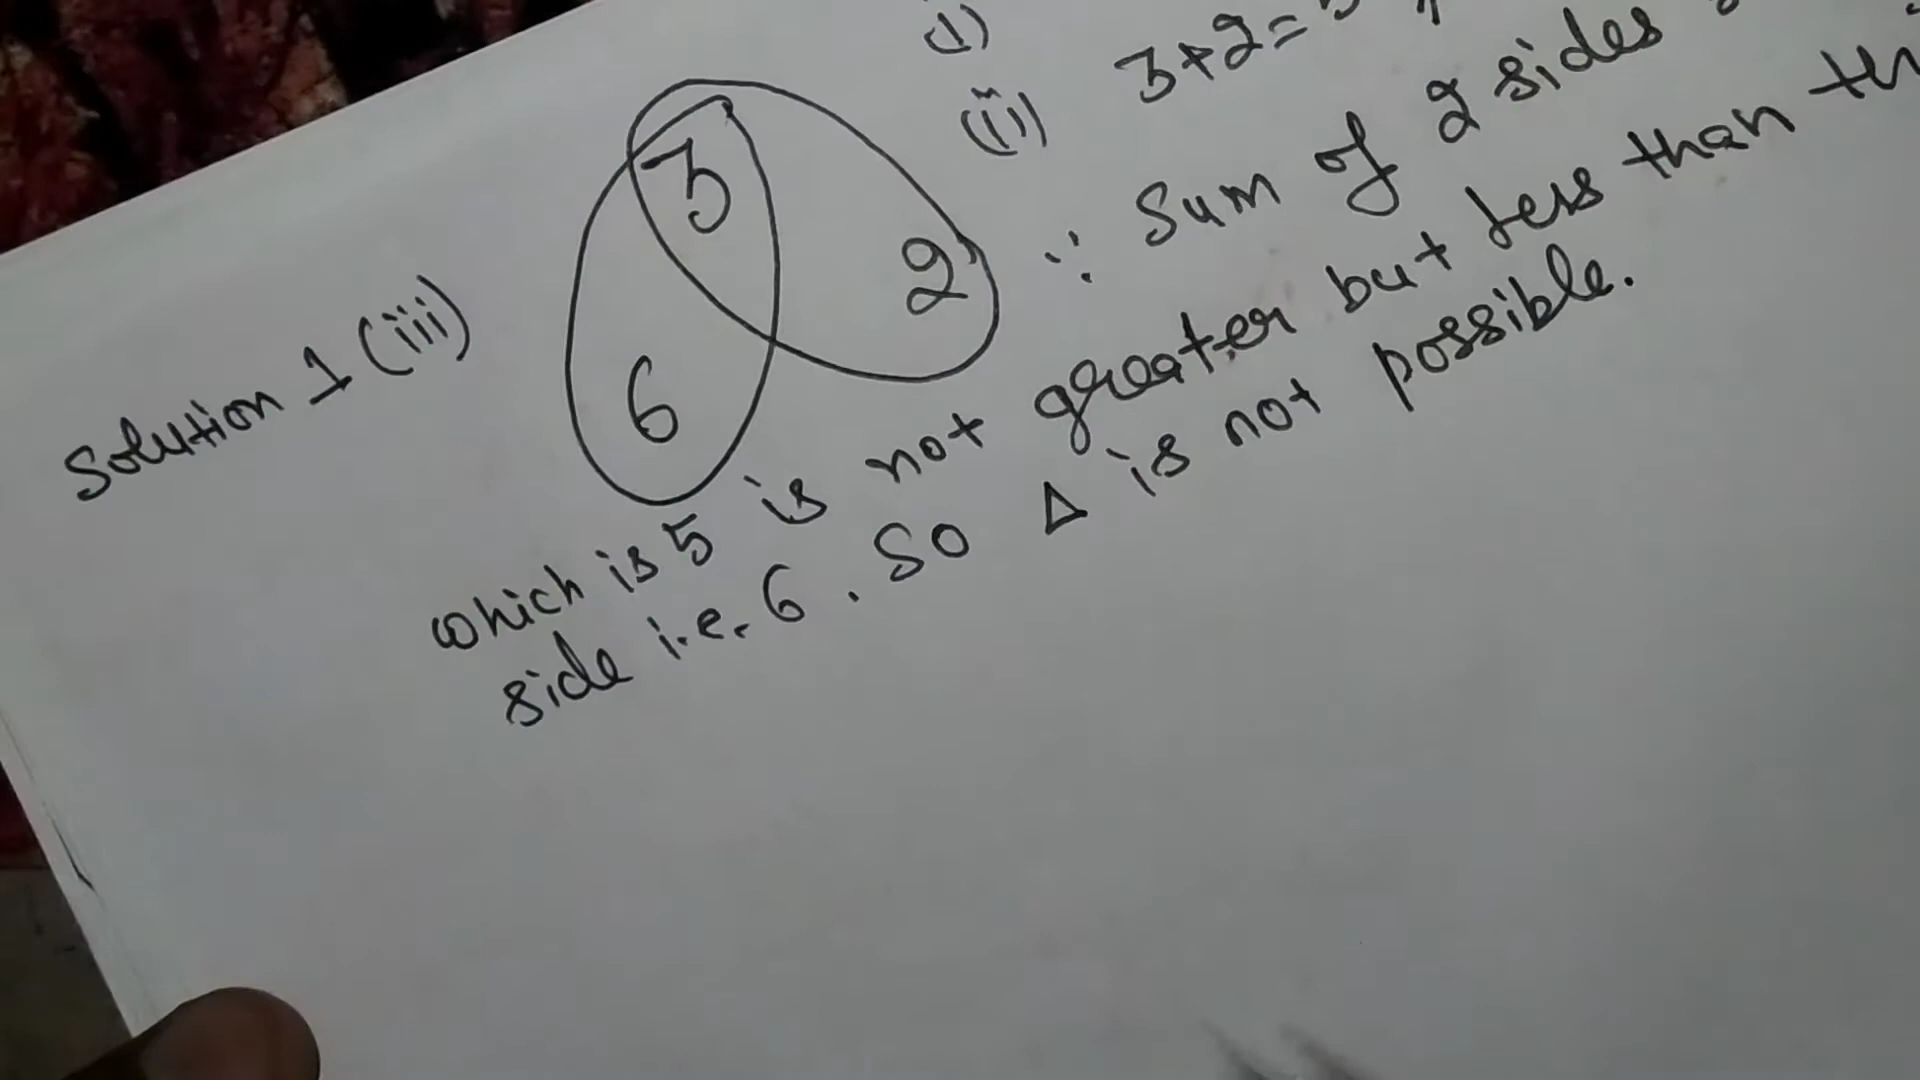 (i)
(ii) 3+2=5
Solution 1 (iii)
3
2
6
∵ Sum of 2 sides
which is 5 is not greater but less than
side i.e. 6. So Δ is not possible.